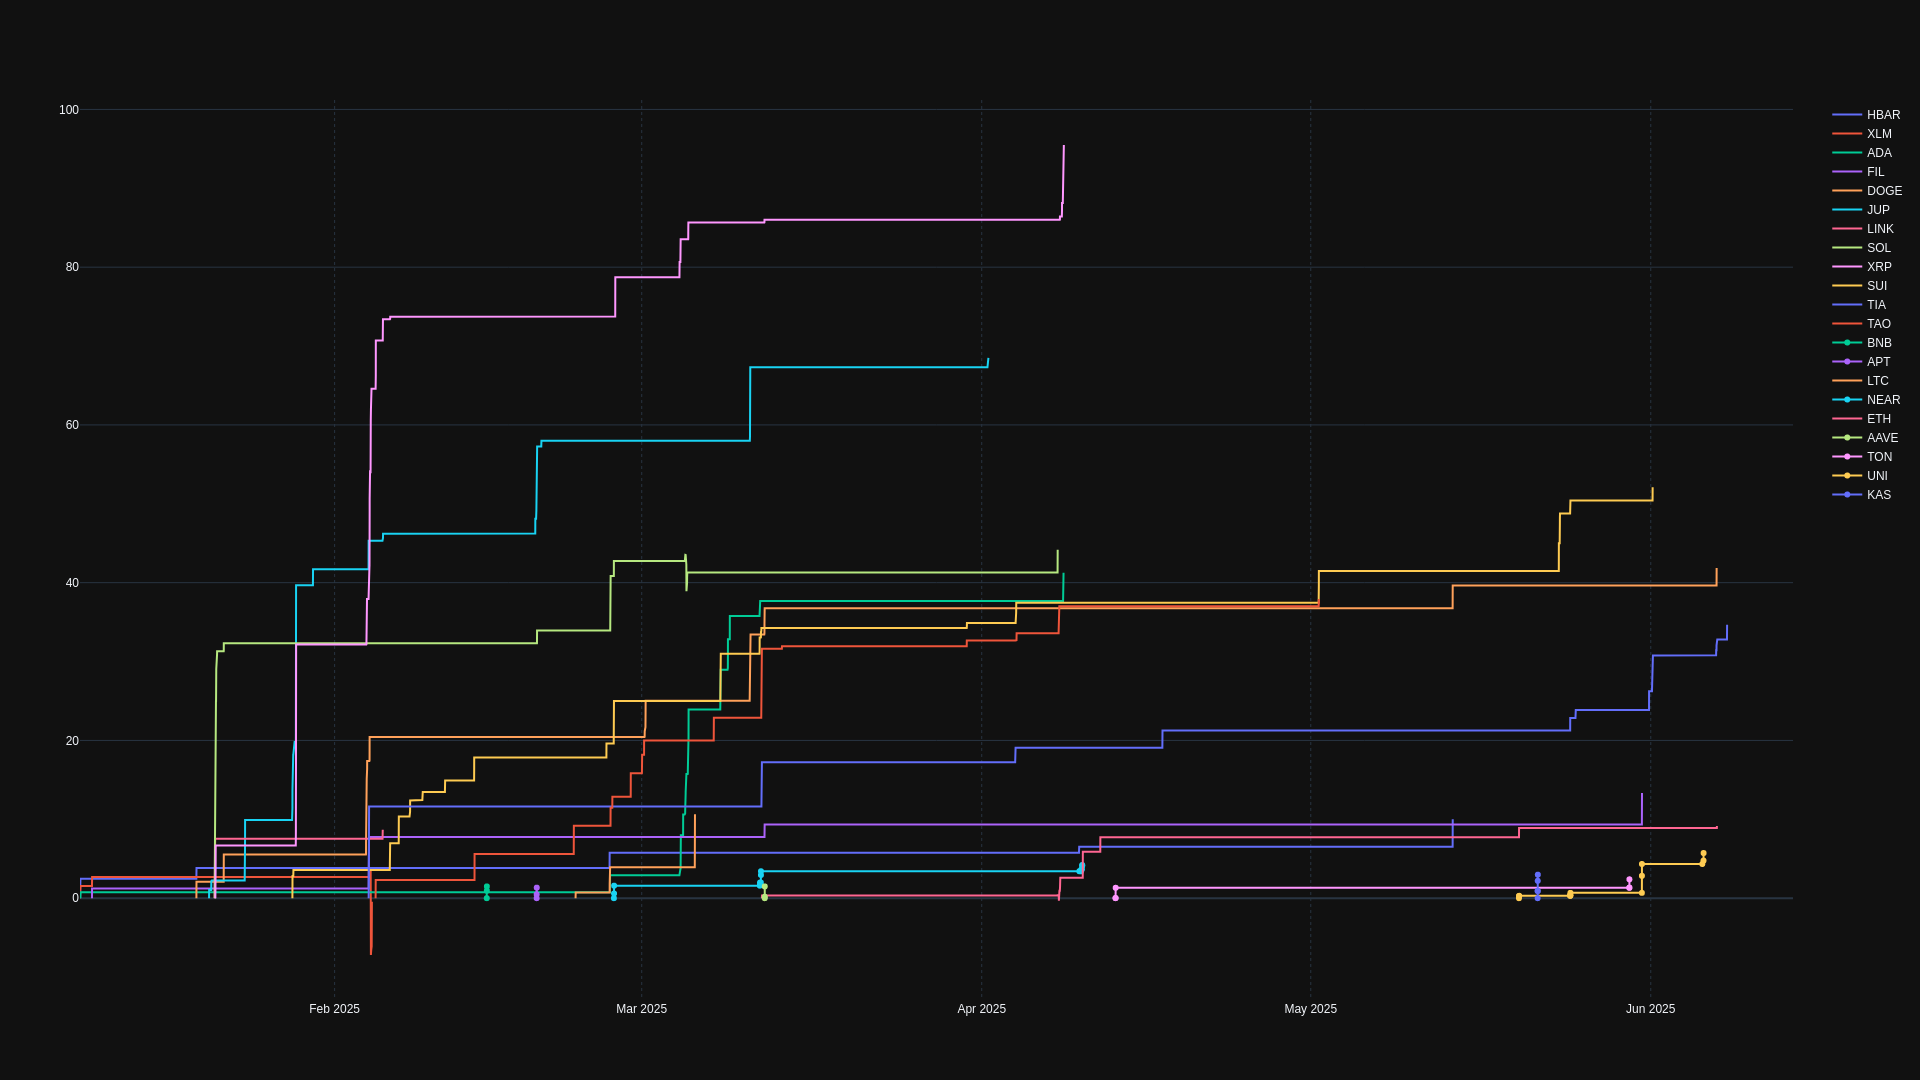 100
80
60
40
20
0
Feb 2025
Mar 2025
Apr 2025
May 2025
Jun 2025
HBAR
XLM
ADA
FIL
DOGE
JUP
LINK
SOL
XRP
SUI
TIA
TAO
BNB
APT
LTC
NEAR
ETH
AAVE
TON
UNI
KAS